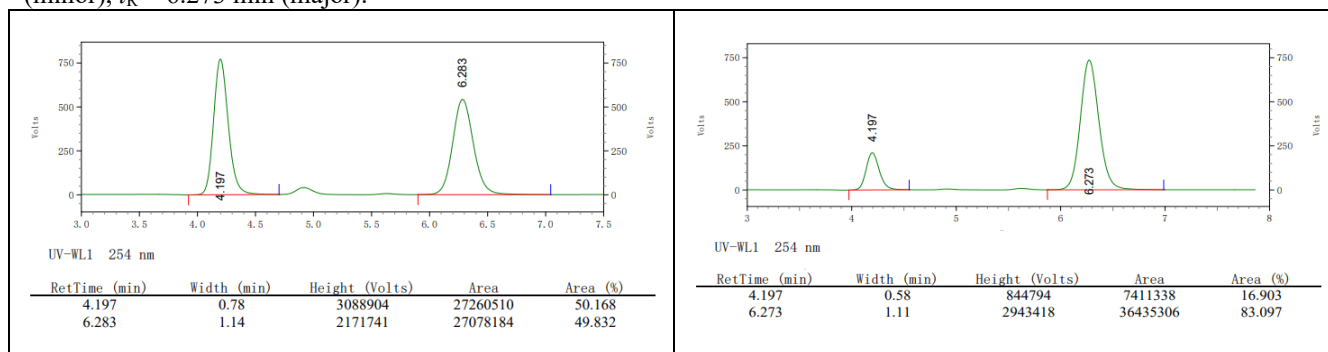 (minor), tR = 6.273 min (major).
750
500
250
0
Volts
4.197
6.283
750
500
250
0
Volts
3.0 3.5 4.0 4.5 5.0 5.5 6.0 6.5 7.0 7.5
UV-WL1 254 nm
RetTime (min) Width (min) Height (Volts) Area Area (%)
4.197 0.78 3088904 27260510 50.168
6.283 1.14 2171741 27078184 49.832
750
500
250
0
Volts
4.197
6.273
750
500
250
0
Volts
3 4 5 6 7 8
UV-WL1 254 nm
RetTime (min) Width (min) Height (Volts) Area Area (%)
4.197 0.58 844794 7411338 16.903
6.273 1.11 2943418 36435306 83.097